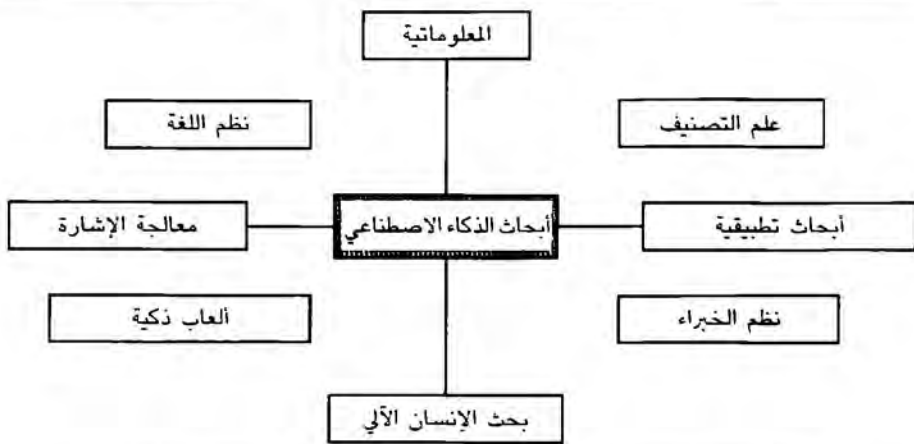 المعلوماتية
علم التصنيف
نظم اللغة
أبحاث تطبيقية
أبحاث الذكاء الاصطناعي
معالجة الإشارة
نظم الخبراء
ألعاب ذكية
بحث الإنسان الآلي